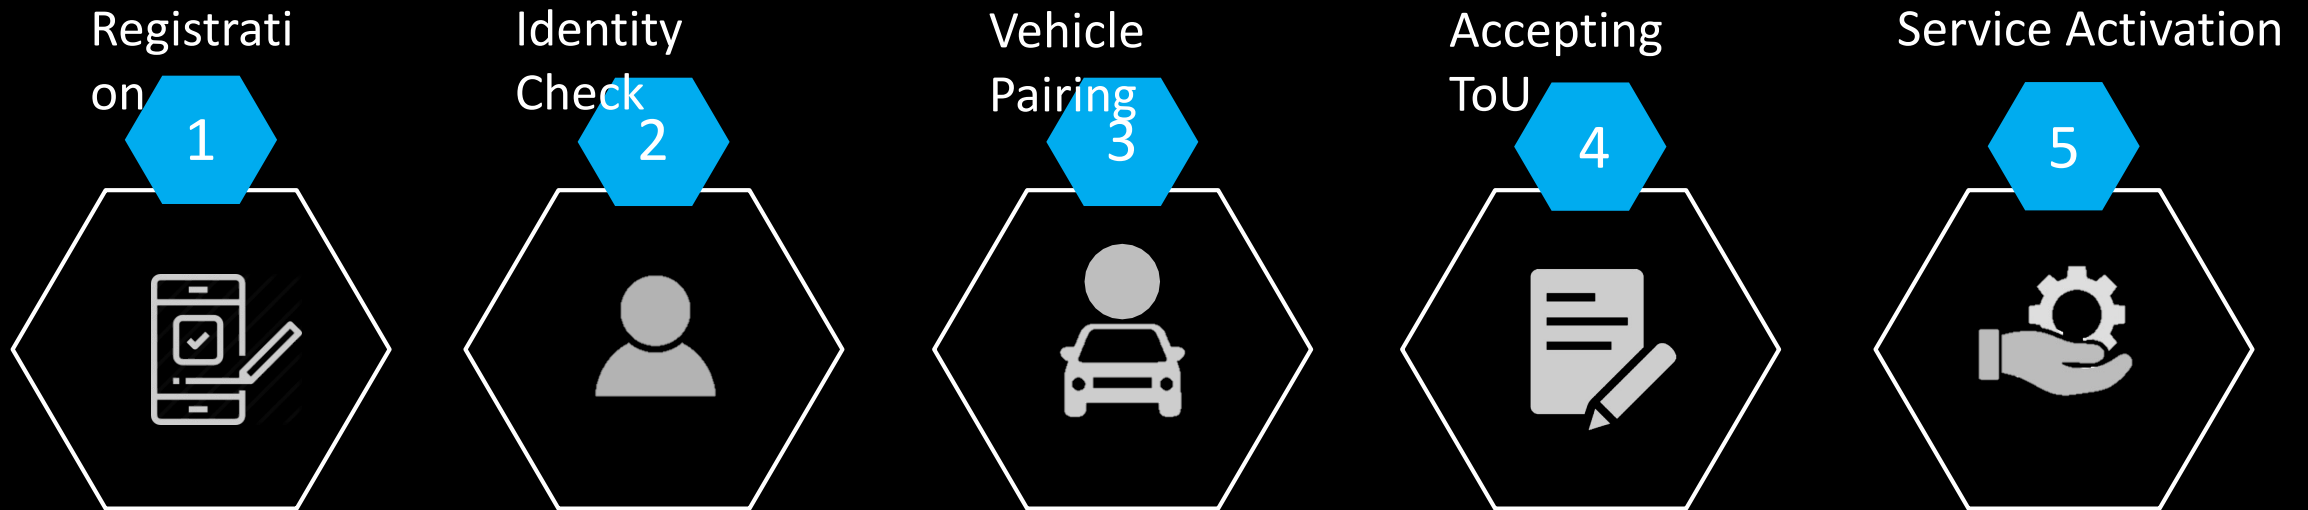 Registrati
on
1
Identity
Check
2
Vehicle
Pairing
3
Accepting
ToU
4
Service Activation
5